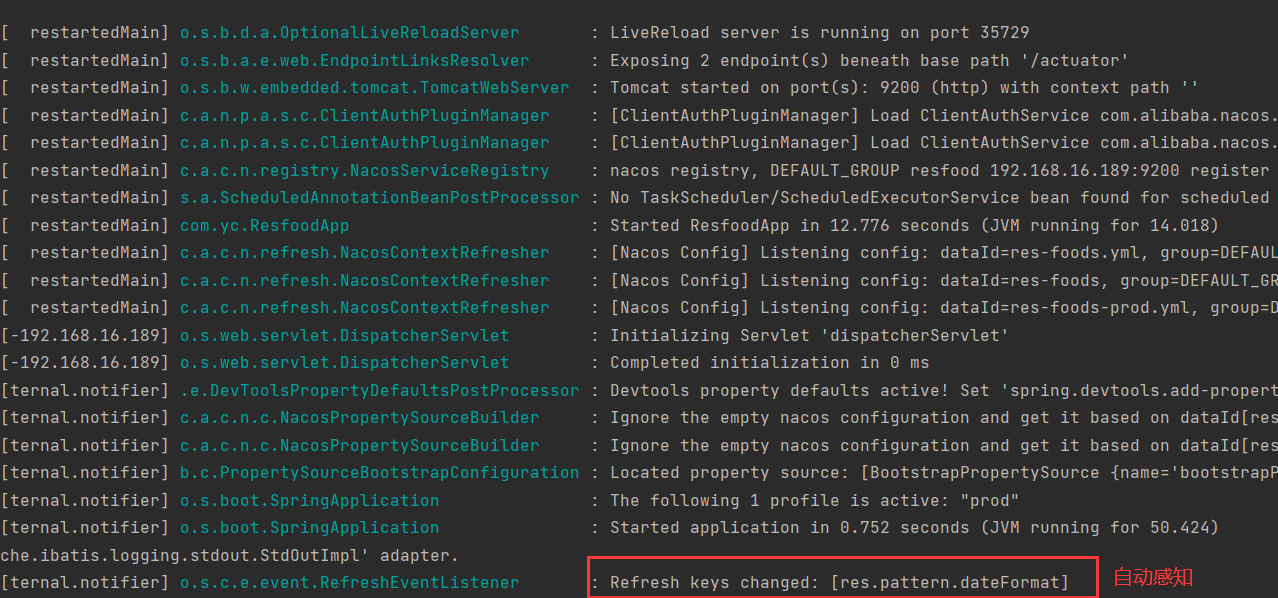 [  restartedMain] o.s.b.d.a.OptionalLiveReloadServer       : LiveReload server is running on port 35729
[  restartedMain] o.s.b.a.e.web.EndpointLinksResolver      : Exposing 2 endpoint(s) beneath base path '/actuator'
[  restartedMain] o.s.b.w.embedded.tomcat.TomcatWebServer  : Tomcat started on port(s): 9200 (http) with context path ''
[  restartedMain] c.a.n.p.a.s.c.ClientAuthPluginManager    : [ClientAuthPluginManager] Load ClientAuthService com.alibaba.nacos.
[  restartedMain] c.a.n.p.a.s.c.ClientAuthPluginManager    : [ClientAuthPluginManager] Load ClientAuthService com.alibaba.nacos.
[  restartedMain] c.a.c.n.registry.NacosServiceRegistry    : nacos registry, DEFAULT_GROUP resfood 192.168.16.189:9200 register
[  restartedMain] s.a.ScheduledAnnotationBeanPostProcessor : No TaskScheduler/ScheduledExecutorService bean found for scheduled
[  restartedMain] com.yc.ResfoodApp                        : Started ResfoodApp in 12.776 seconds (JVM running for 14.018)
[  restartedMain] c.a.c.n.refresh.NacosContextRefresher    : [Nacos Config] Listening config: dataId=res-foods.yml, group=DEFAUL
[  restartedMain] c.a.c.n.refresh.NacosContextRefresher    : [Nacos Config] Listening config: dataId=res-foods, group=DEFAULT_GR
[  restartedMain] c.a.c.n.refresh.NacosContextRefresher    : [Nacos Config] Listening config: dataId=res-foods-prod.yml, group=D
[-192.168.16.189] o.s.web.servlet.DispatcherServlet        : Initializing Servlet 'dispatcherServlet'
[-192.168.16.189] o.s.web.servlet.DispatcherServlet        : Completed initialization in 0 ms
[ternal.notifier] .e.DevToolsPropertyDefaultsPostProcessor : Devtools property defaults active! Set 'spring.devtools.add-propert
[ternal.notifier] c.a.c.n.c.NacosPropertySourceBuilder     : Ignore the empty nacos configuration and get it based on dataId[res
[ternal.notifier] c.a.c.n.c.NacosPropertySourceBuilder     : Ignore the empty nacos configuration and get it based on dataId[res
[ternal.notifier] b.c.PropertySourceBootstrapConfiguration : Located property source: [BootstrapPropertySource {name='bootstrapP
[ternal.notifier] o.s.boot.SpringApplication               : The following 1 profile is active: "prod"
[ternal.notifier] o.s.boot.SpringApplication               : Started application in 0.752 seconds (JVM running for 50.424)
che.ibatis.logging.stdout.StdOutImpl' adapter.
[ternal.notifier] o.s.c.e.event.RefreshEventListener       : Refresh keys changed: [res.pattern.dateFormat] 自动感知